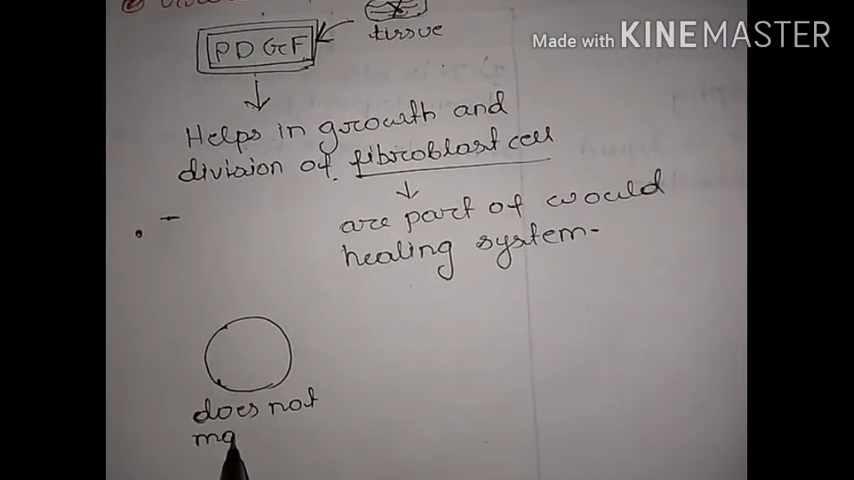 PDGF
tissue
Made with KINEMASTER
Helps in growth and
division of fibroblast cell
are part of would
healing system-
does not